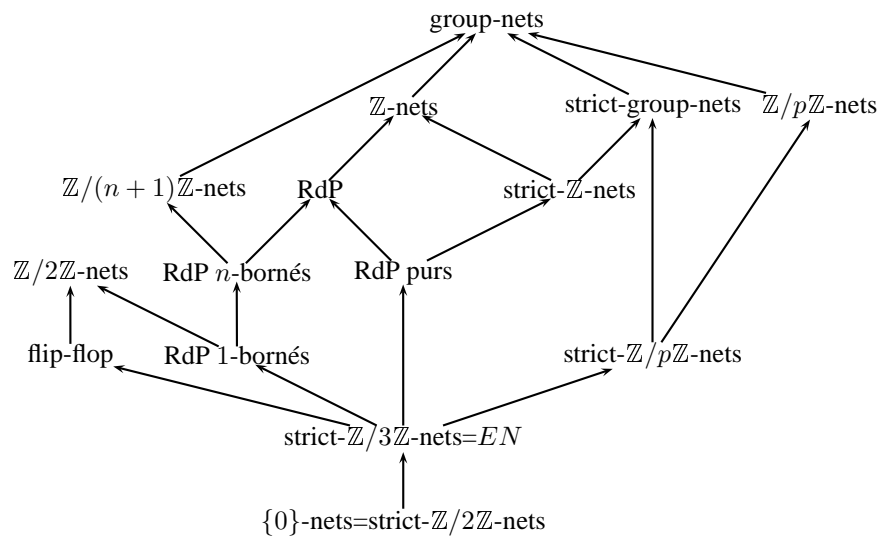 group-nets
ℤ-nets
strict-group-nets
ℤ/pℤ-nets
ℤ/(n + 1)ℤ-nets
RdP
strict-ℤ-nets
ℤ/2ℤ-nets
RdP n-bornés
RdP purs
flip-flop
RdP 1-bornés
strict-ℤ/pℤ-nets
strict-ℤ/3ℤ-nets=EN
{0}-nets=strict-ℤ/2ℤ-nets